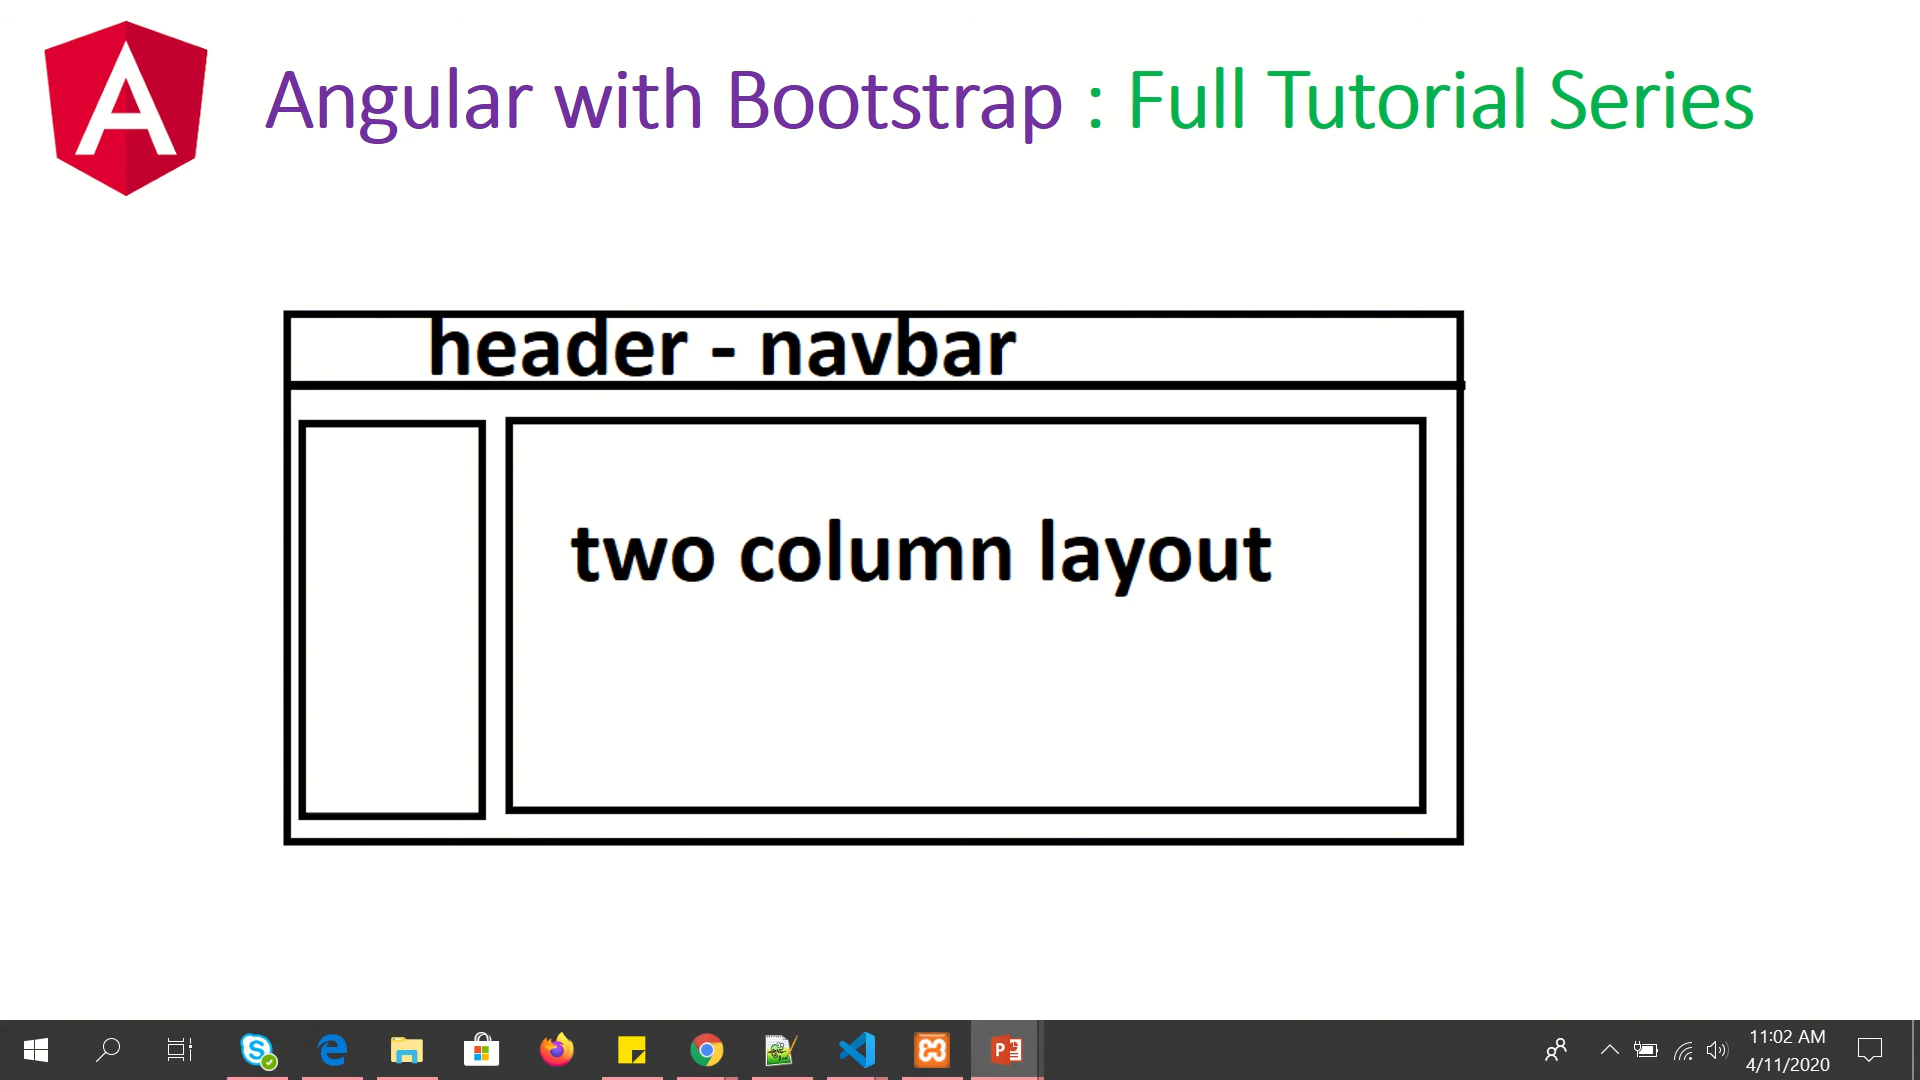 Angular with Bootstrap : Full Tutorial Series
header - navbar
two column layout
11:02 AM
4/11/2020